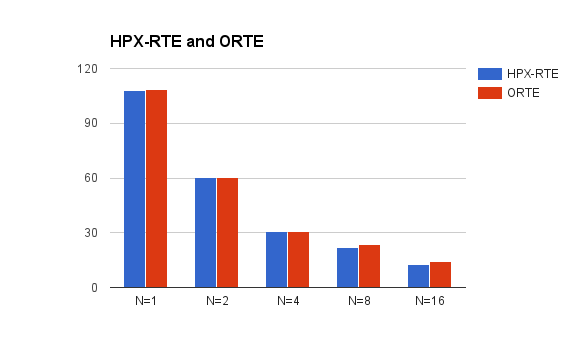 HPX-RTE and ORTE
120
90
60
30
0
N=1 N=2 N=4 N=8 N=16
HPX-RTE
ORTE